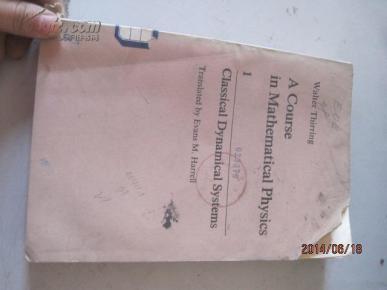 Walter Thirring
A Course
in Mathematical Physics
1
Classical Dynamical Systems
Translated by Evans M. Harrell
2014/06/18